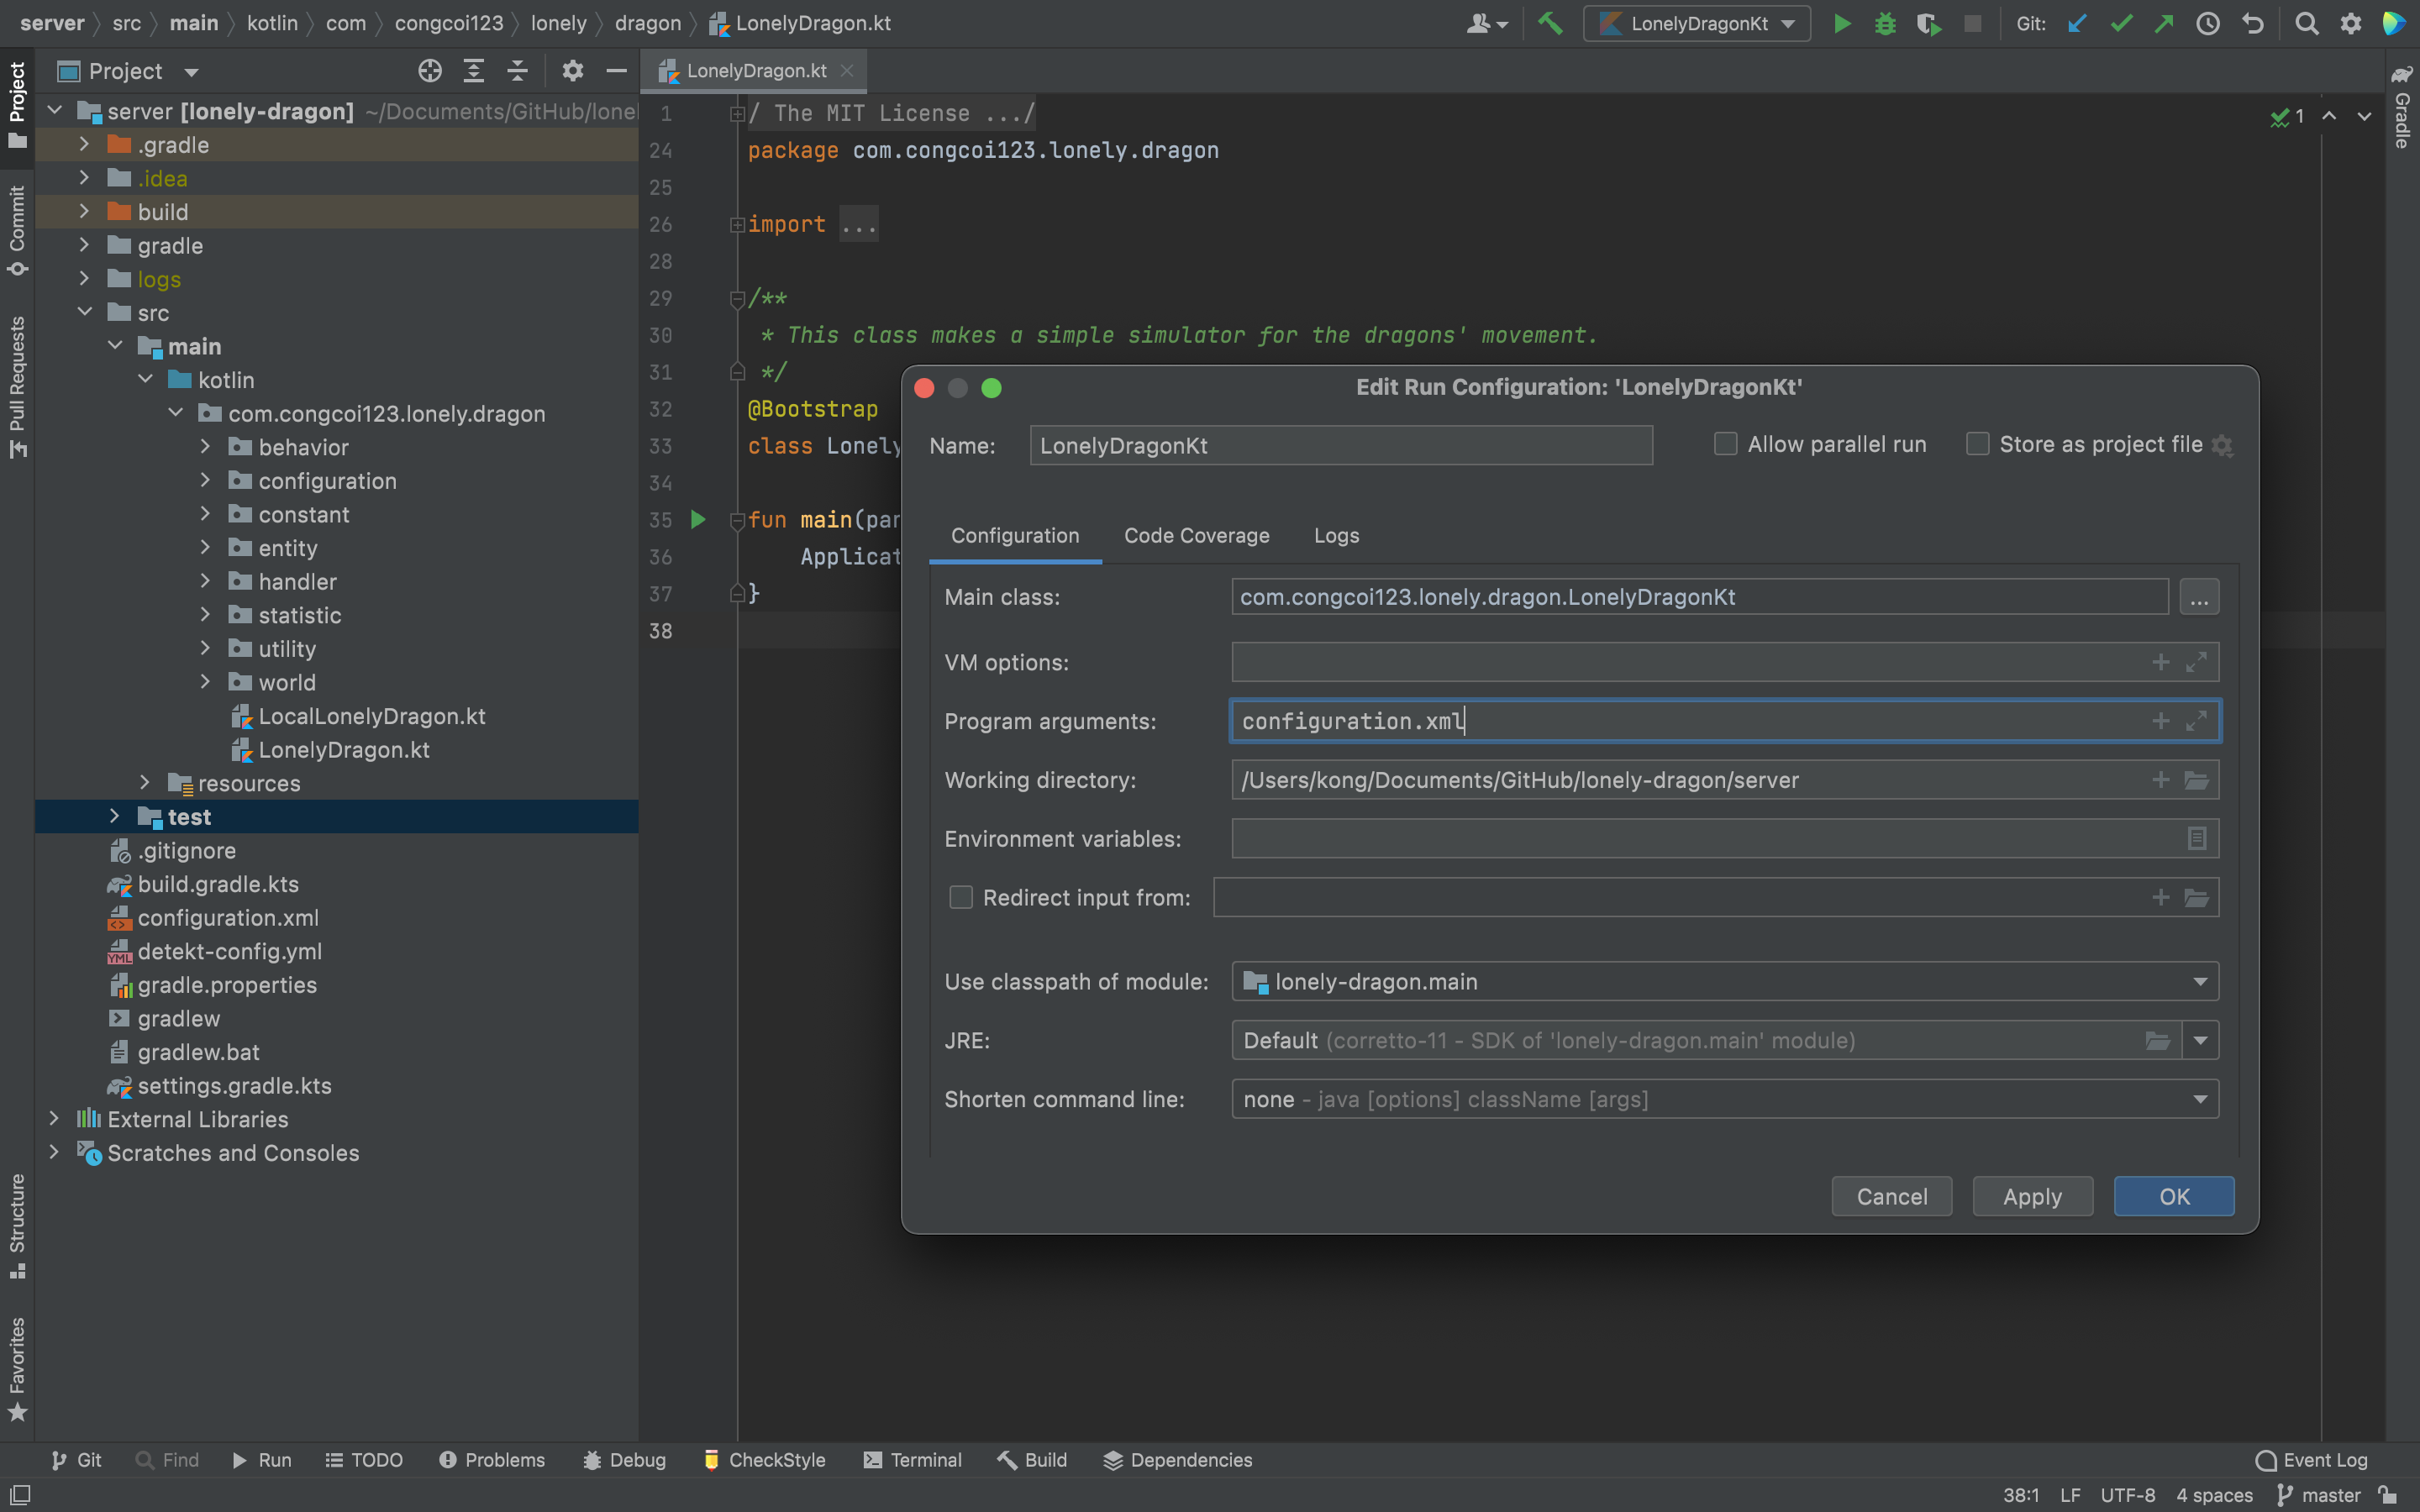 server src main kotlin com congcoi123 lonely dragon LonelyDragon.kt
LonelyDragonKt
Git:
Project
Commit
Pull Requests
Structure
Favorites
Gradle
Project
server [lonely-dragon] ~/Documents/GitHub/lone
.gradle
.idea
build
gradle
logs
src
main
kotlin
com.congcoi123.lonely.dragon
behavior
configuration
constant
entity
handler
statistic
utility
world
LocalLonelyDragon.kt
LonelyDragon.kt
resources
test
.gitignore
build.gradle.kts
configuration.xml
detekt-config.yml
gradle.properties
gradlew
gradlew.bat
settings.gradle.kts
External Libraries
Scratches and Consoles
LonelyDragon.kt
1 / The MIT License .../
24 package com.congcoi123.lonely.dragon
25
26 import ...
28
29 /**
30 * This class makes a simple simulator for the dragons' movement.
31 */
32 @Bootstrap
33 class Lonely
34
35 fun main(par
36 Applicat
37 }
38
1
Edit Run Configuration: 'LonelyDragonKt'
Name: LonelyDragonKt Allow parallel run Store as project file
Configuration Code Coverage Logs
Main class: com.congcoi123.lonely.dragon.LonelyDragonKt ...
VM options:
Program arguments: configuration.xml
Working directory: /Users/kong/Documents/GitHub/lonely-dragon/server
Environment variables:
Redirect input from:
Use classpath of module: lonely-dragon.main
JRE: Default (corretto-11 - SDK of 'lonely-dragon.main' module)
Shorten command line: none - java [options] className [args]
Cancel Apply OK
Git Find Run TODO Problems Debug CheckStyle Terminal Build Dependencies Event Log
38:1 LF UTF-8 4 spaces master